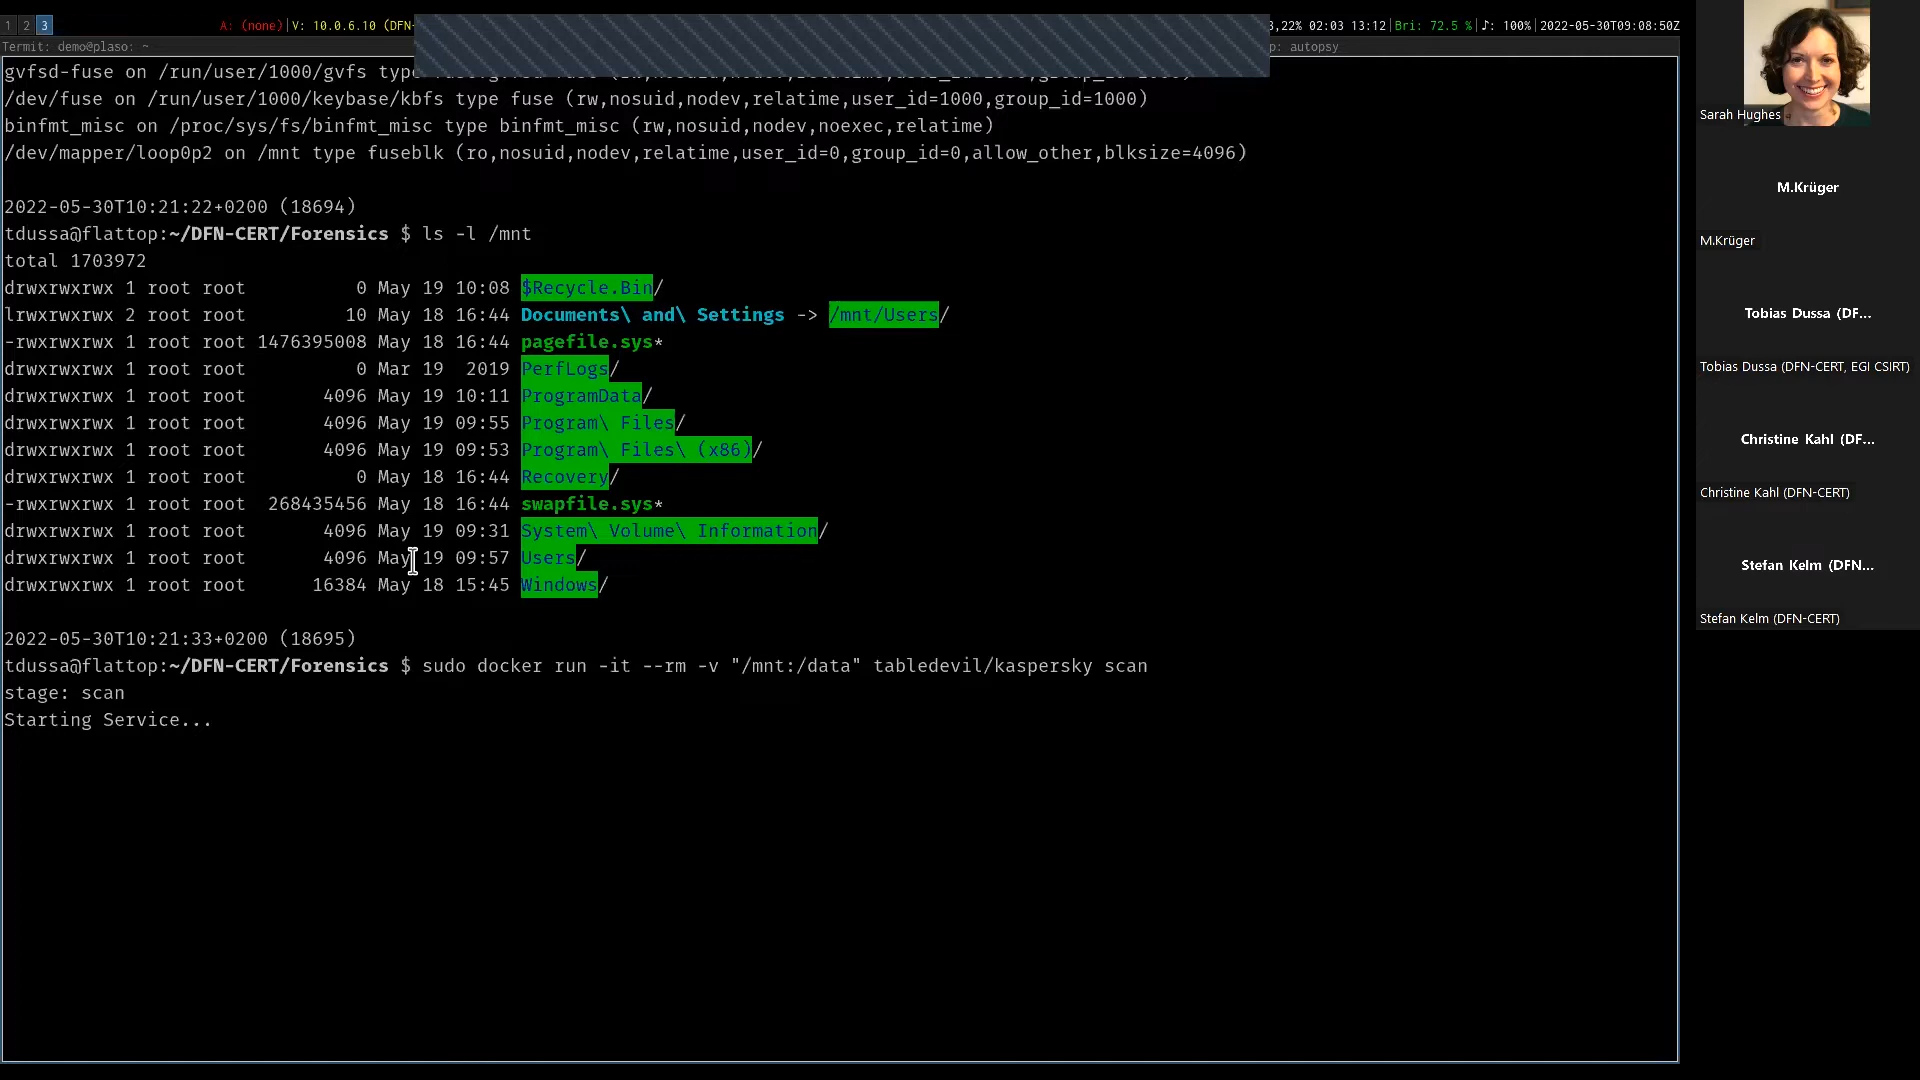 1 2 3
A: (none)|V: 10.0.6.10 (DFN-
3,22% 02:03 13:12|Bri: 72.5 %|♪: 100%|2022-05-30T09:08:50Z
Termit: demo@plaso: ~
p: autopsy
gvfsd-fuse on /run/user/1000/gvfs type
/dev/fuse on /run/user/1000/keybase/kbfs type fuse (rw,nosuid,nodev,relatime,user_id=1000,group_id=1000)
binfmt_misc on /proc/sys/fs/binfmt_misc type binfmt_misc (rw,nosuid,nodev,noexec,relatime)
/dev/mapper/loop0p2 on /mnt type fuseblk (ro,nosuid,nodev,relatime,user_id=0,group_id=0,allow_other,blksize=4096)
2022-05-30T10:21:22+0200 (18694)
tdussa@flattop:~/DFN-CERT/Forensics $ ls -l /mnt
total 1703972
drwxrwxrwx 1 root root 0 May 19 10:08 $Recycle.Bin/
lrwxrwxrwx 2 root root 10 May 18 16:44 Documents\ and\ Settings -> /mnt/Users/
-rwxrwxrwx 1 root root 1476395008 May 18 16:44 pagefile.sys*
drwxrwxrwx 1 root root 0 Mar 19 2019 PerfLogs/
drwxrwxrwx 1 root root 4096 May 19 10:11 ProgramData/
drwxrwxrwx 1 root root 4096 May 19 09:55 Program\ Files/
drwxrwxrwx 1 root root 4096 May 19 09:53 Program\ Files\ (x86)/
drwxrwxrwx 1 root root 0 May 18 16:44 Recovery/
-rwxrwxrwx 1 root root 268435456 May 18 16:44 swapfile.sys*
drwxrwxrwx 1 root root 4096 May 19 09:31 System\ Volume\ Information/
drwxrwxrwx 1 root root 4096 May 19 09:57 Users/
drwxrwxrwx 1 root root 16384 May 18 15:45 Windows/
2022-05-30T10:21:33+0200 (18695)
tdussa@flattop:~/DFN-CERT/Forensics $ sudo docker run -it --rm -v "/mnt:/data" tabledevil/kaspersky scan
stage: scan
Starting Service...
Sarah Hughes
M.Krüger
M.Krüger
Tobias Dussa (DF...
Tobias Dussa (DFN-CERT, EGI CSIRT)
Christine Kahl (DF...
Christine Kahl (DFN-CERT)
Stefan Kelm (DFN...
Stefan Kelm (DFN-CERT)